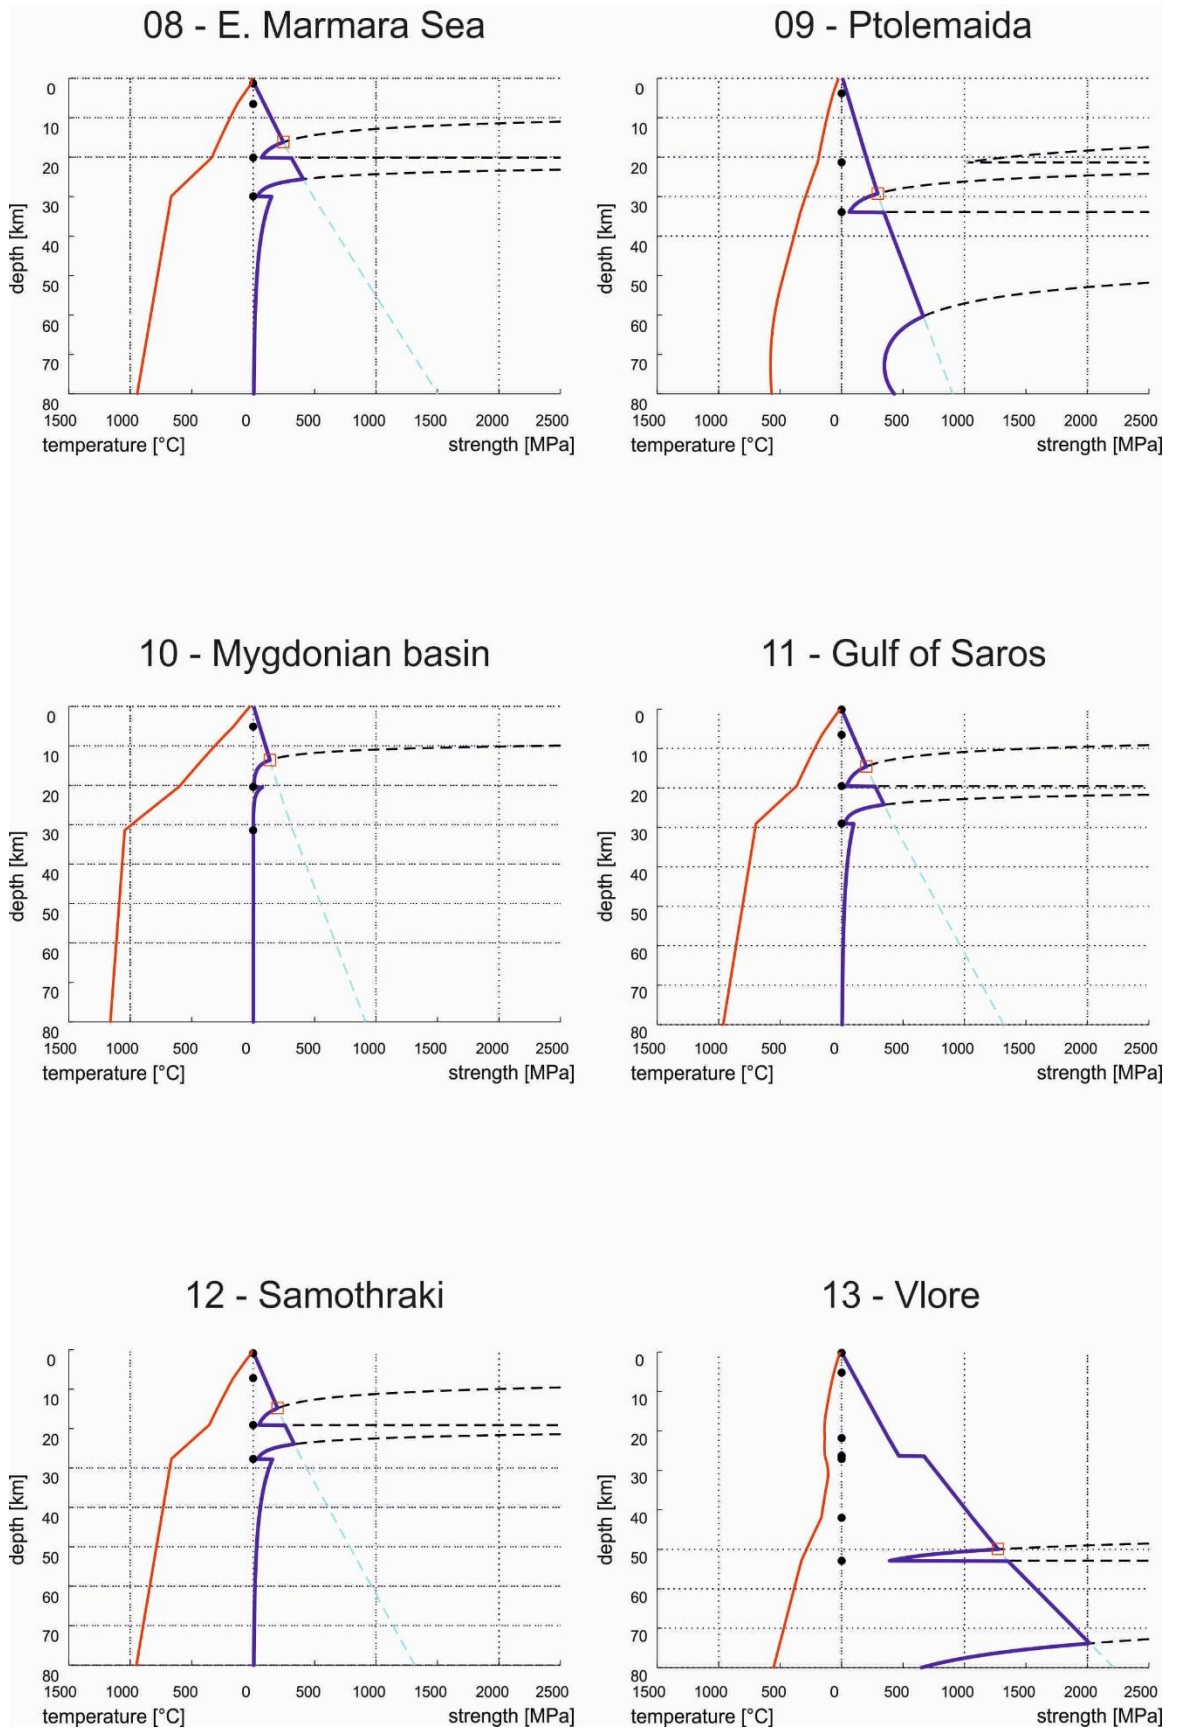 08 - E. Marmara Sea
0
10
20
30
40
50
60
70
80
depth [km]
1500 1000 500 0 500 1000 1500 2000 2500
temperature [°C] strength [MPa]
09 - Ptolemaida
0
10
20
30
40
50
60
70
80
depth [km]
1500 1000 500 0 500 1000 1500 2000 2500
temperature [°C] strength [MPa]
10 - Mygdonian basin
0
10
20
30
40
50
60
70
80
depth [km]
1500 1000 500 0 500 1000 1500 2000 2500
temperature [°C] strength [MPa]
11 - Gulf of Saros
0
10
20
30
40
50
60
70
80
depth [km]
1500 1000 500 0 500 1000 1500 2000 2500
temperature [°C] strength [MPa]
12 - Samothraki
0
10
20
30
40
50
60
70
80
depth [km]
1500 1000 500 0 500 1000 1500 2000 2500
temperature [°C] strength [MPa]
13 - Vlore
0
10
20
30
40
50
60
70
80
depth [km]
1500 1000 500 0 500 1000 1500 2000 2500
temperature [°C] strength [MPa]